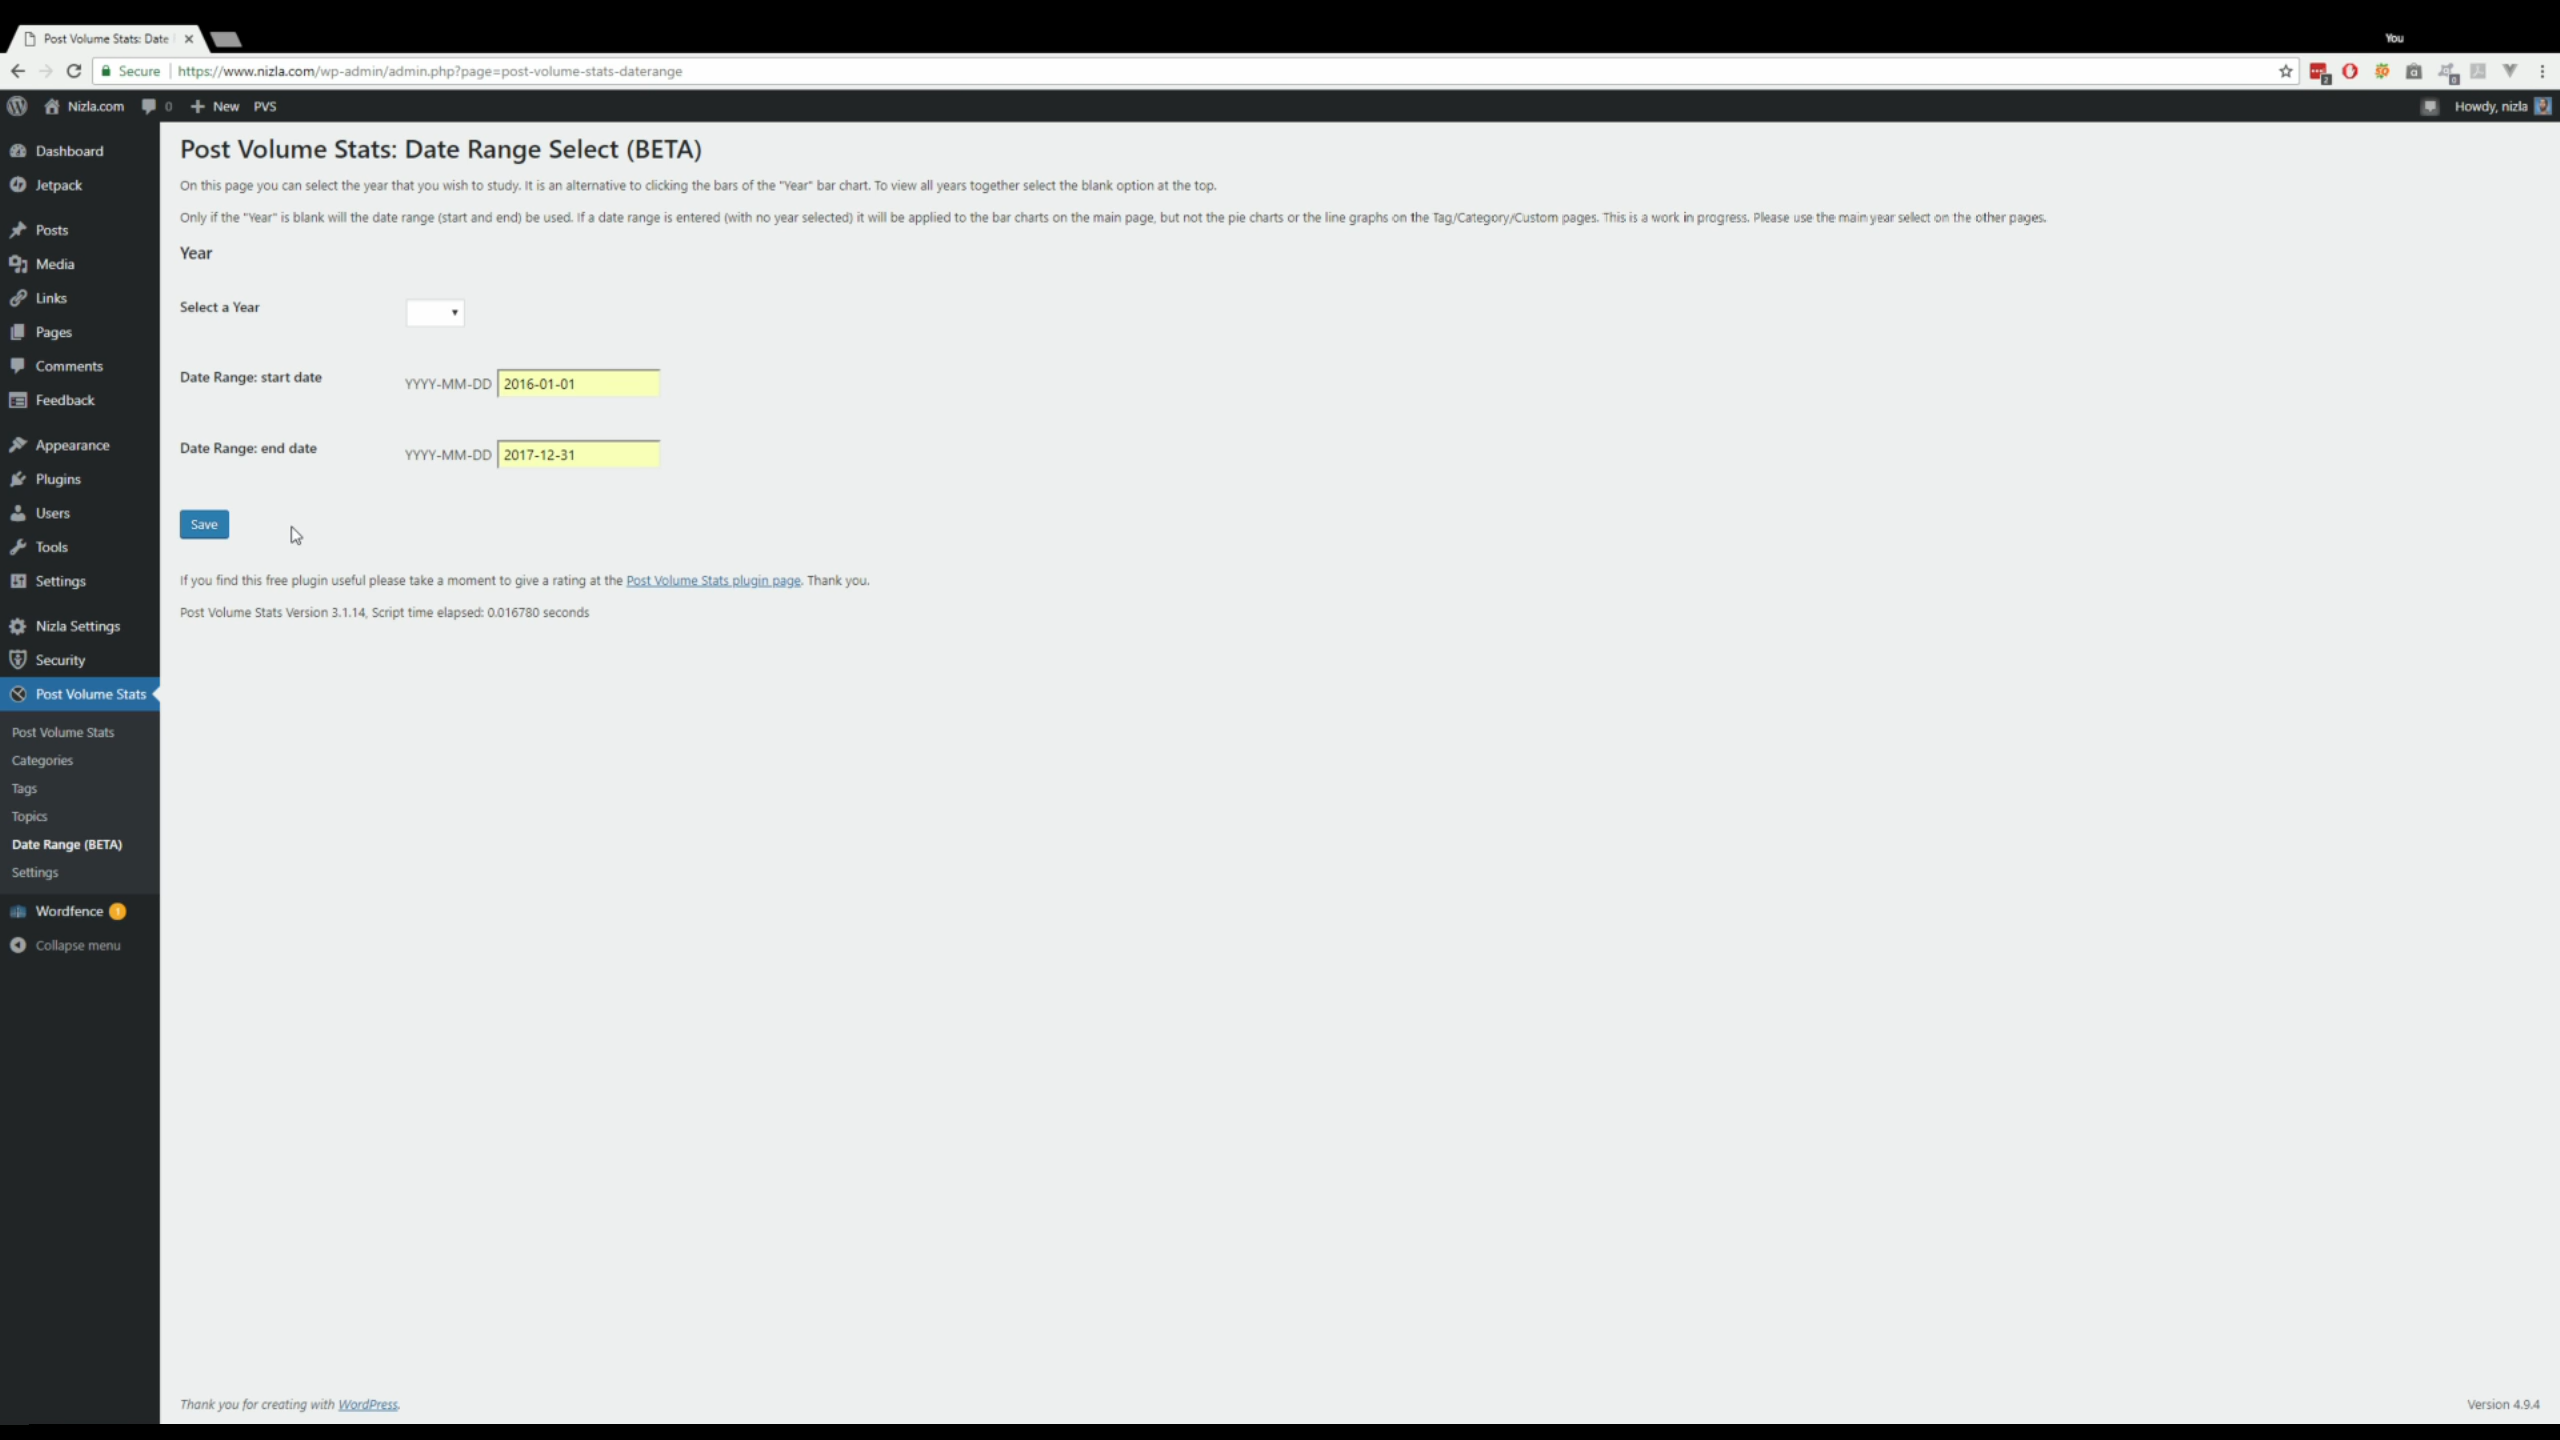 Post Volume Stats: Date
You
Secure
https://www.nizla.com/wp-admin/admin.php?page=post-volume-stats-daterange
2
0
Nizla.com
0
New
PVS
Howdy, nizla
Dashboard
Jetpack
Posts
Media
Links
Pages
Comments
Feedback
Appearance
Plugins
Users
Tools
Settings
Nizla Settings
Security
Post Volume Stats
Post Volume Stats
Categories
Tags
Topics
Date Range (BETA)
Settings
Wordfence 1
Collapse menu
Post Volume Stats: Date Range Select (BETA)
On this page you can select the year that you wish to study. It is an alternative to clicking the bars of the "Year" bar chart. To view all years together select the blank option at the top.
Only if the "Year" is blank will the date range (start and end) be used. If a date range is entered (with no year selected) it will be applied to the bar charts on the main page, but not the pie charts or the line graphs on the Tag/Category/Custom pages. This is a work in progress. Please use the main year select on the other pages.
Year
Select a Year
Date Range: start date
YYYY-MM-DD 2016-01-01
Date Range: end date
YYYY-MM-DD 2017-12-31
Save
If you find this free plugin useful please take a moment to give a rating at the Post Volume Stats plugin page. Thank you.
Post Volume Stats Version 3.1.14, Script time elapsed: 0.016780 seconds
Thank you for creating with WordPress.
Version 4.9.4